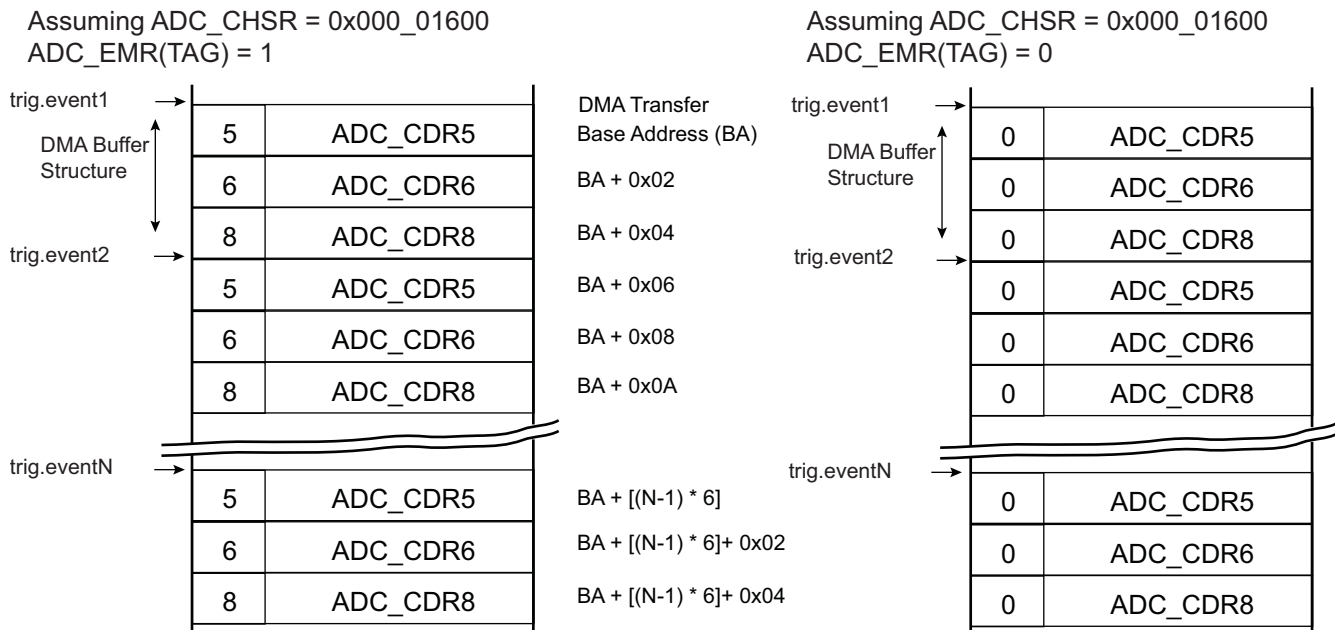 Assuming ADC_CHSR = 0x000_01600
ADC_EMR(TAG) = 1
trig.event1
DMA Buffer
Structure
trig.event2
trig.eventN
5 ADC_CDR5
6 ADC_CDR6
8 ADC_CDR8
5 ADC_CDR5
6 ADC_CDR6
8 ADC_CDR8
5 ADC_CDR5
6 ADC_CDR6
8 ADC_CDR8
DMA Transfer
Base Address (BA)
BA + 0x02
BA + 0x04
BA + 0x06
BA + 0x08
BA + 0x0A
BA + [(N-1) * 6]
BA + [(N-1) * 6]+ 0x02
BA + [(N-1) * 6]+ 0x04
Assuming ADC_CHSR = 0x000_01600
ADC_EMR(TAG) = 0
trig.event1
DMA Buffer
Structure
trig.event2
trig.eventN
0 ADC_CDR5
0 ADC_CDR6
0 ADC_CDR8
0 ADC_CDR5
0 ADC_CDR6
0 ADC_CDR8
0 ADC_CDR5
0 ADC_CDR6
0 ADC_CDR8